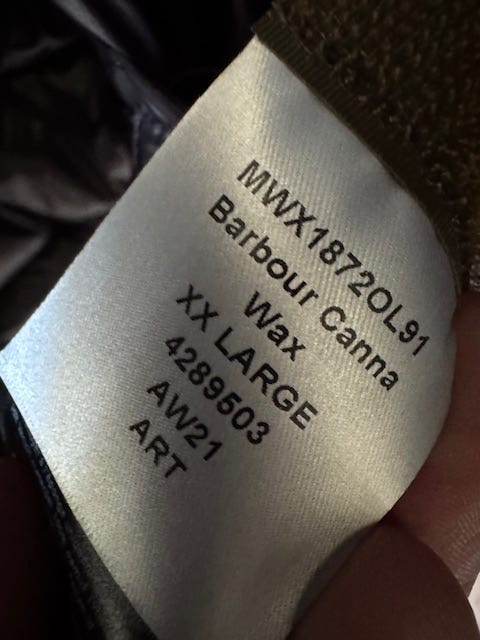 MWX1872OL91
Barbour Canna
Wax
XX LARGE
4289503
AW21
ART